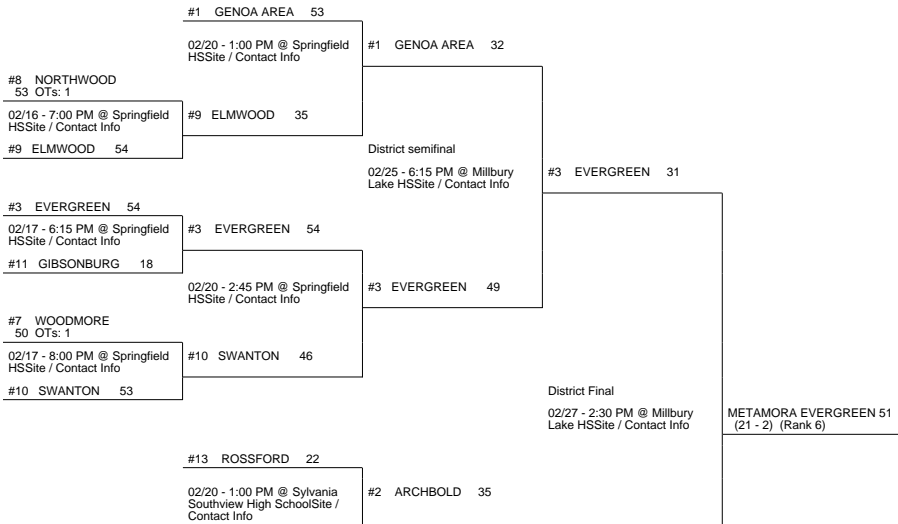 #1 GENOA AREA 53
02/20 - 1:00 PM @ Springfield
HSSite / Contact Info
#1 GENOA AREA 32
#8 NORTHWOOD
53 OTs: 1
02/16 - 7:00 PM @ Springfield
HSSite / Contact Info
#9 ELMWOOD 35
#9 ELMWOOD 54
District semifinal
02/25 - 6:15 PM @ Millbury
Lake HSSite / Contact Info
#3 EVERGREEN 31
#3 EVERGREEN 54
02/17 - 6:15 PM @ Springfield
HSSite / Contact Info
#3 EVERGREEN 54
#11 GIBSONBURG 18
02/20 - 2:45 PM @ Springfield
HSSite / Contact Info
#3 EVERGREEN 49
#7 WOODMORE
50 OTs: 1
02/17 - 8:00 PM @ Springfield
HSSite / Contact Info
#10 SWANTON 46
#10 SWANTON 53
District Final
02/27 - 2:30 PM @ Millbury
Lake HSSite / Contact Info
METAMORA EVERGREEN 51
(21 - 2) (Rank 6)
#13 ROSSFORD 22
02/20 - 1:00 PM @ Sylvania
Southview High SchoolSite /
Contact Info
#2 ARCHBOLD 35